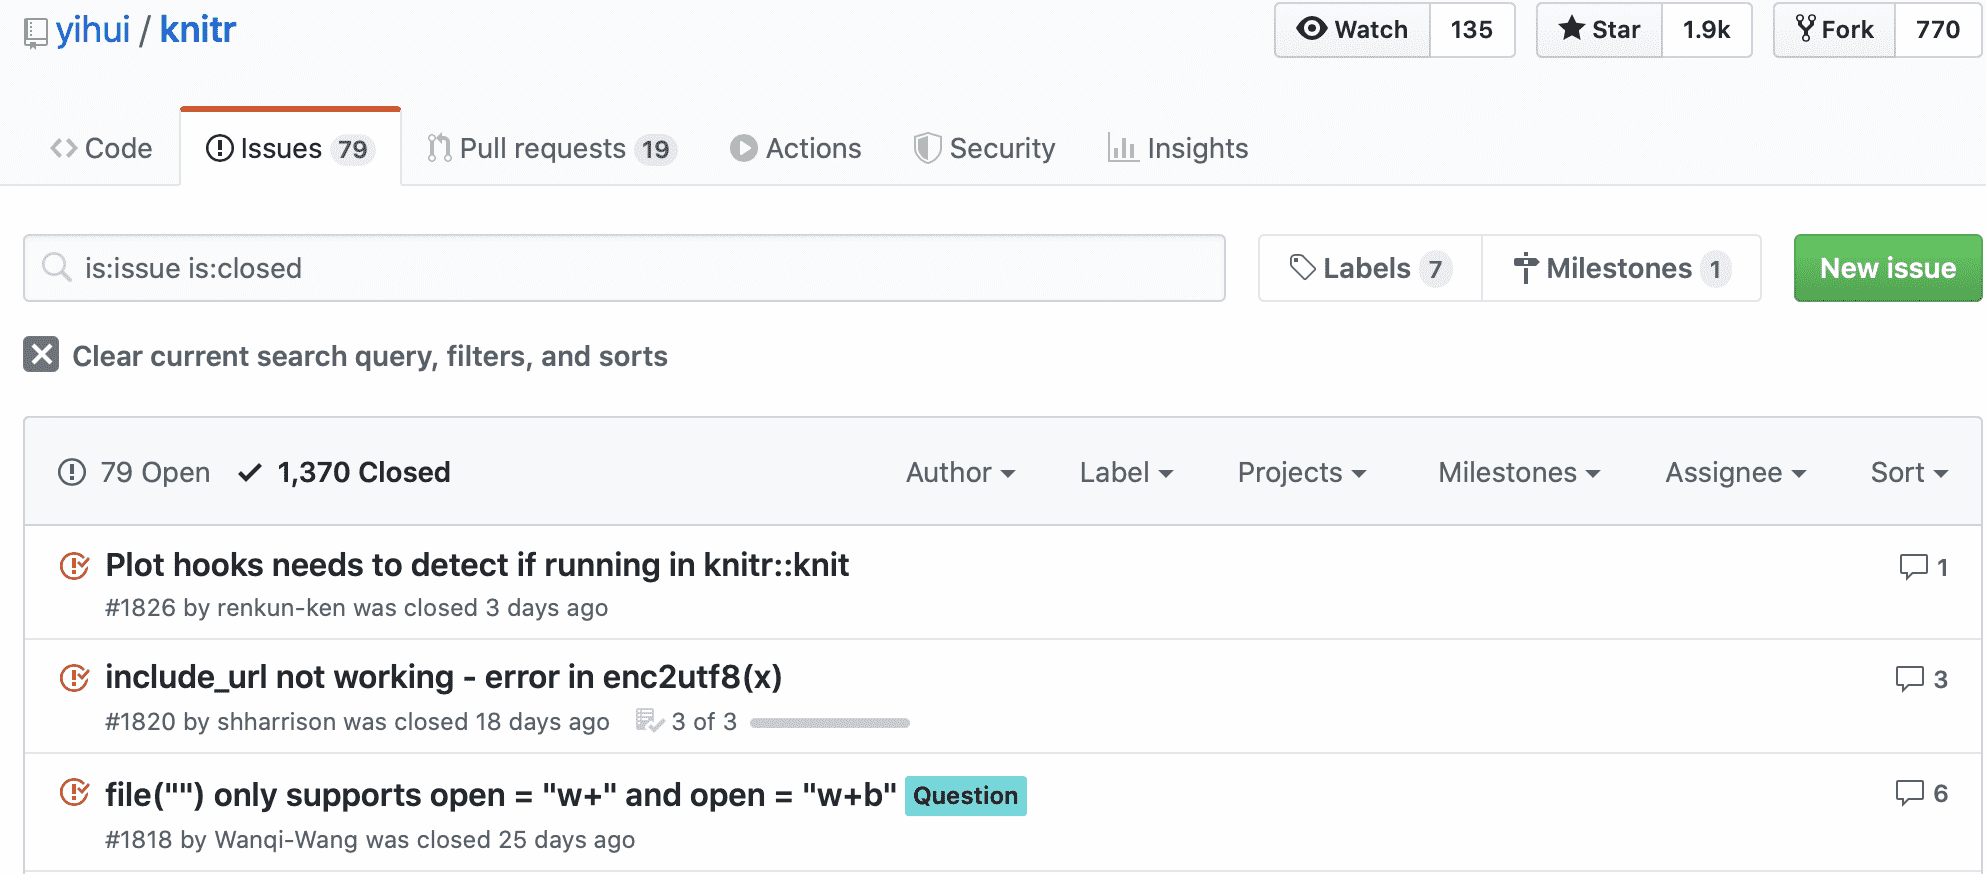 yihui / knitr
Watch 135 Star 1.9k Fork 770
Code Issues 79 Pull requests 19 Actions Security Insights
is:issue is:closed Labels 7 Milestones 1 New issue
Clear current search query, filters, and sorts
79 Open 1,370 Closed Author Label Projects Milestones Assignee Sort
Plot hooks needs to detect if running in knitr::knit 1
#1826 by renkun-ken was closed 3 days ago
include_url not working - error in enc2utf8(x) 3
#1820 by shharrison was closed 18 days ago 3 of 3
file("") only supports open = "w+" and open = "w+b" Question 6
#1818 by Wanqi-Wang was closed 25 days ago